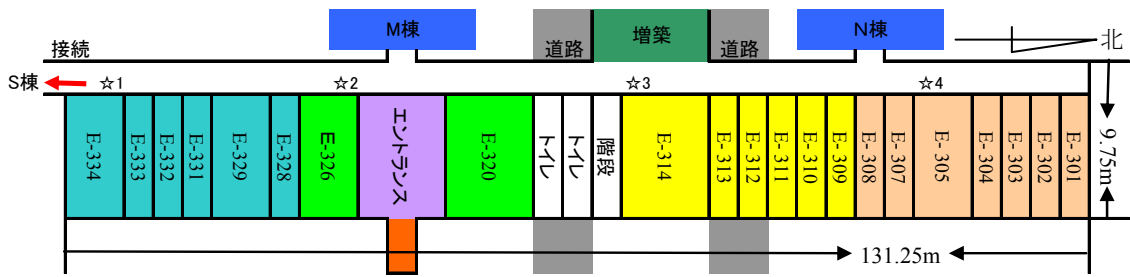 M棟
増築
N棟
接続
道路
道路
北
S棟
☆1
☆2
☆3
☆4
E-334
E-333
E-332
E-331
E-329
E-328
E-326
エントランス
E-320
トイレ
トイレ
階段
E-314
E-313
E-312
E-311
E-310
E-309
E-308
E-307
E-305
E-304
E-303
E-302
E-301
9.75m
131.25m